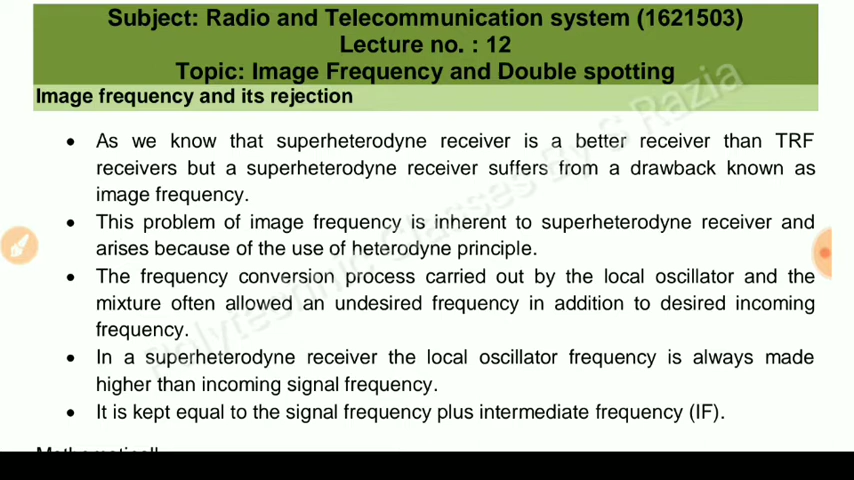 Subject: Radio and Telecommunication system (1621503)
Lecture no. : 12
Topic: Image Frequency and Double spotting
Image frequency and its rejection
• As we know that superheterodyne receiver is a better receiver than TRF
receivers but a superheterodyne receiver suffers from a drawback known as
image frequency.
• This problem of image frequency is inherent to superheterodyne receiver and
arises because of the use of heterodyne principle.
• The frequency conversion process carried out by the local oscillator and the
mixture often allowed an undesired frequency in addition to desired incoming
frequency.
• In a superheterodyne receiver the local oscillator frequency is always made
higher than incoming signal frequency.
• It is kept equal to the signal frequency plus intermediate frequency (IF).
Polytechnic Classes By S Razia